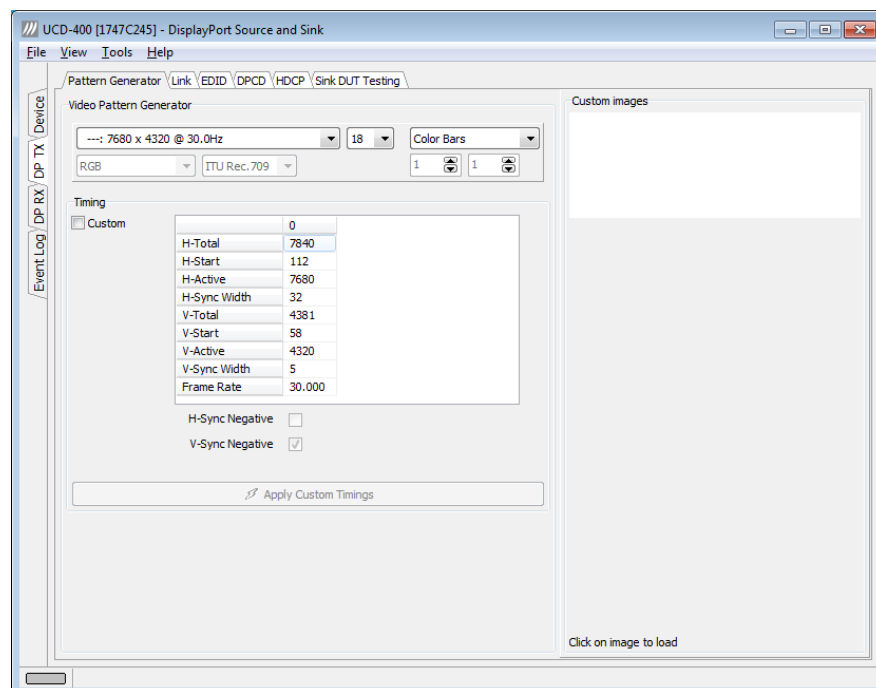 UCD-400 [1747C245] - DisplayPort Source and Sink
File View Tools Help
Pattern Generator Link EDID DPCD HDCP Sink DUT Testing
Device
DP TX
DP RX
Event Log
Video Pattern Generator
---: 7680 x 4320 @ 30.0Hz 18 Color Bars
RGB ITU Rec.709 1 1
Timing
Custom
0
H-Total 7840
H-Start 112
H-Active 7680
H-Sync Width 32
V-Total 4381
V-Start 58
V-Active 4320
V-Sync Width 5
Frame Rate 30.000
H-Sync Negative
V-Sync Negative
Apply Custom Timings
Custom images
Click on image to load